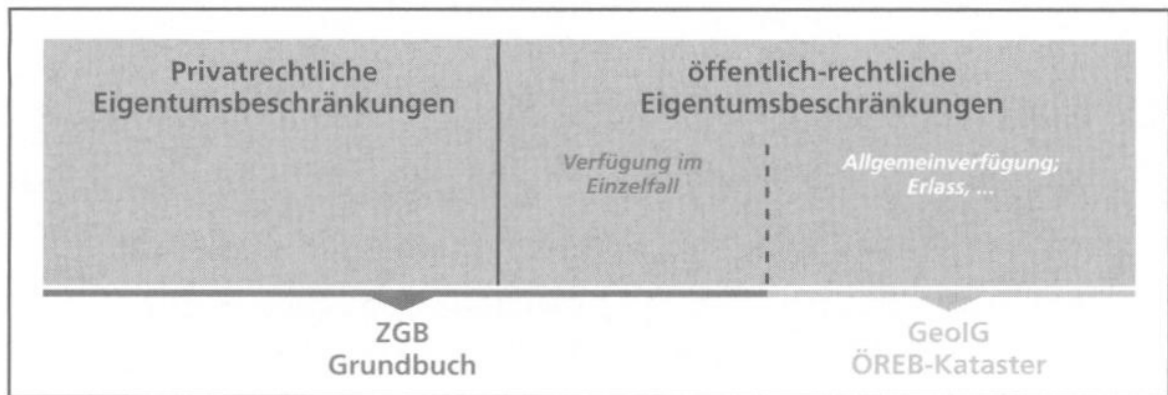 Privatrechtliche
Eigentumsbeschränkungen
öffentlich-rechtliche
Eigentumsbeschränkungen
Verfügung im
Einzelfall
Allgemeinverfügung;
Erlass, ...
ZGB
Grundbuch
GeoIG
ÖREB-Kataster